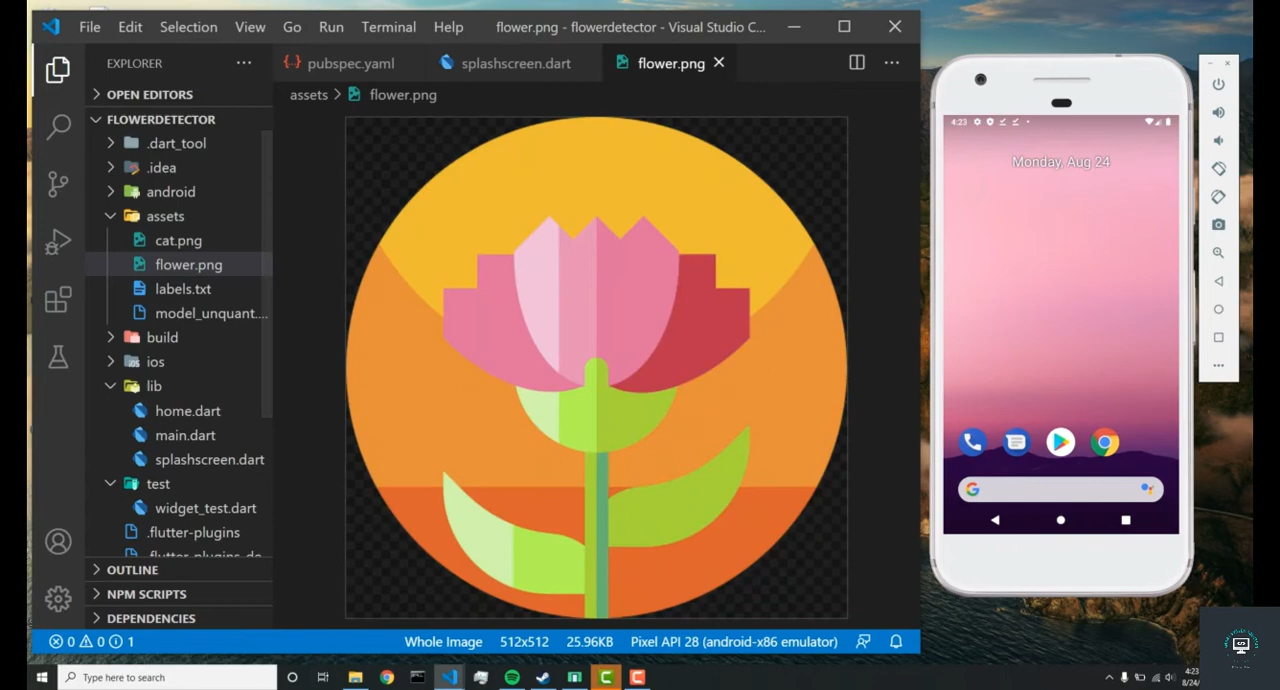 File Edit Selection View Go Run Terminal Help flower.png - flowerdetector - Visual Studio C...
EXPLORER
pubspec.yaml
splashscreen.dart
flower.png
OPEN EDITORS
assets > flower.png
FLOWERDETECTOR
.dart_tool
.idea
android
assets
cat.png
flower.png
labels.txt
model_unquant....
build
ios
lib
home.dart
main.dart
splashscreen.dart
test
widget_test.dart
.flutter-plugins
.flutter-plugins-de...
OUTLINE
NPM SCRIPTS
DEPENDENCIES
0 0 1
Whole Image 512x512 25.96KB Pixel API 28 (android-x86 emulator)
4:23
Monday, Aug 24
Type here to search
4:23
8/24/